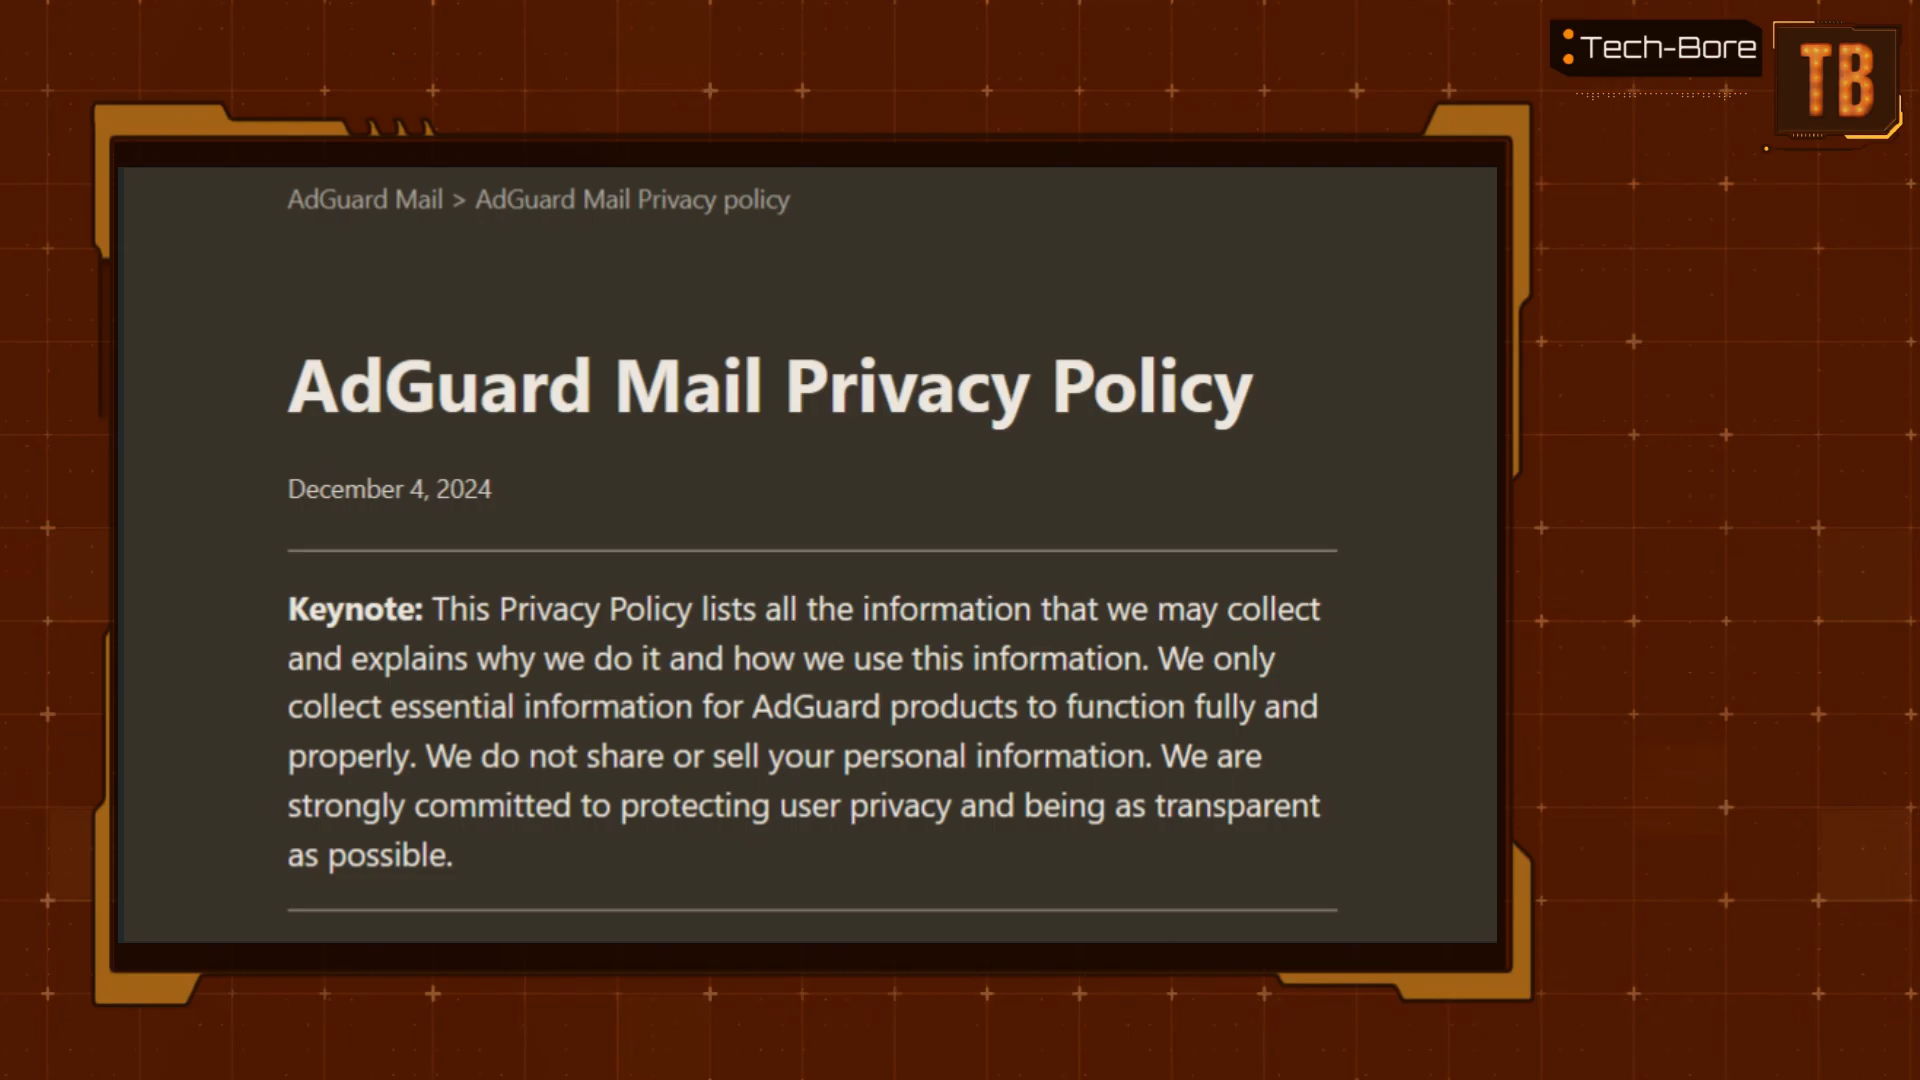 Tech-Bore
TB
AdGuard Mail > AdGuard Mail Privacy policy
AdGuard Mail Privacy Policy
December 4, 2024
Keynote: This Privacy Policy lists all the information that we may collect
and explains why we do it and how we use this information. We only
collect essential information for AdGuard products to function fully and
properly. We do not share or sell your personal information. We are
strongly committed to protecting user privacy and being as transparent
as possible.